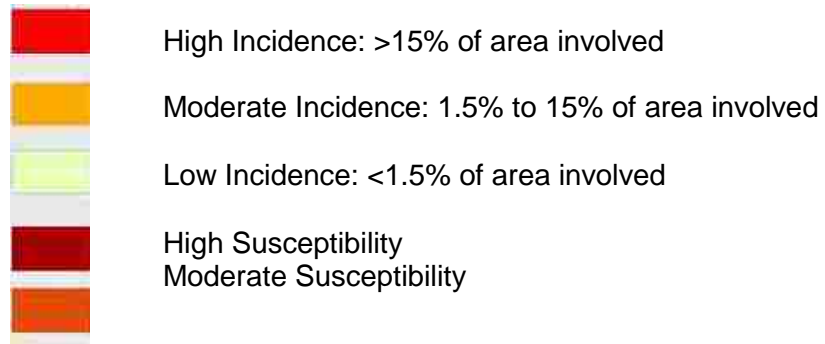 High Incidence: >15% of area involved
Moderate Incidence: 1.5% to 15% of area involved
Low Incidence: <1.5% of area involved
High Susceptibility
Moderate Susceptibility